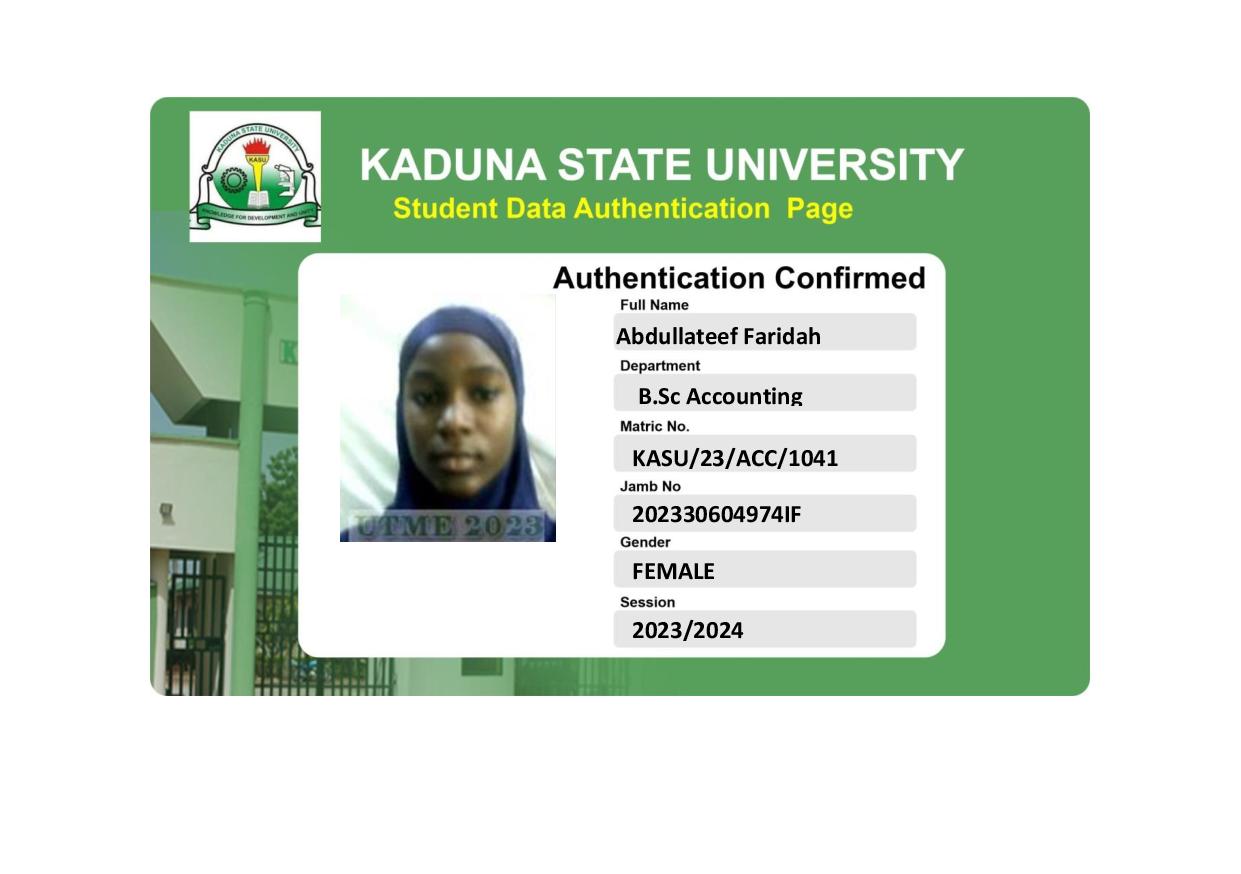 KADUNA STATE UNIVERSITY
KASU
KNOWLEDGE FOR DEVELOPMENT AND UNITY
KADUNA STATE UNIVERSITY
Student Data Authentication Page
Authentication Confirmed
Full Name
Abdullateef Faridah
Department
B.Sc Accounting
Matric No.
KASU/23/ACC/1041
Jamb No
202330604974IF
Gender
FEMALE
Session
2023/2024
UTME 2023